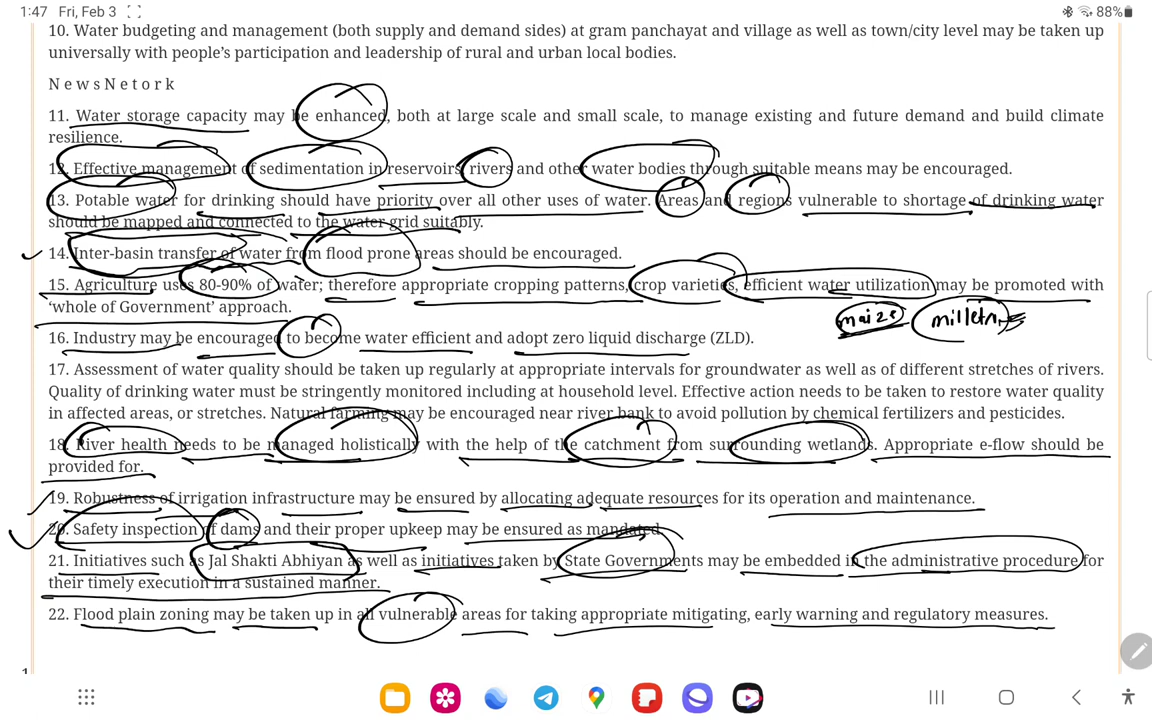 1:47 Fri, Feb 3 88%
10. Water budgeting and management (both supply and demand sides) at gram panchayat and village as well as town/city level may be taken up
universally with people's participation and leadership of rural and urban local bodies.
NewsNetork
11. Water storage capacity may be enhanced, both at large scale and small scale, to manage existing and future demand and build climate
resilience.
12. Effective management of sedimentation in reservoirs, rivers and other water bodies through suitable means may be encouraged.
13. Potable water for drinking should have priority over all other uses of water. Areas and regions vulnerable to shortage of drinking water
should be mapped and connected to the water grid suitably.
14. Inter-basin transfer of water from flood prone areas should be encouraged.
15. Agriculture uses 80-90% of water; therefore appropriate cropping patterns, crop varieties, efficient water utilization may be promoted with
'whole of Government' approach.
maize
16. Industry may be encouraged to become water efficient and adopt zero liquid discharge (ZLD).
17. Assessment of water quality should be taken up regularly at appropriate intervals for groundwater as well as of different stretches of rivers.
Quality of drinking water must be stringently monitored including at household level. Effective action needs to be taken to restore water quality
in affected areas, or stretches. Natural farming may be encouraged near river bank to avoid pollution by chemical fertilizers and pesticides.
18. River health needs to be managed holistically with the help of the catchment from surrounding wetlands. Appropriate e-flow should be
provided for.
19. Robustness of irrigation infrastructure may be ensured by allocating adequate resources for its operation and maintenance.
20. Safety inspection of dams and their proper upkeep may be ensured as mandated.
21. Initiatives such as Jal Shakti Abhiyan as well as initiatives taken by State Governments may be embedded in the administrative procedure for
their timely execution in a sustained manner.
22. Flood plain zoning may be taken up in all vulnerable areas for taking appropriate mitigating, early warning and regulatory measures.